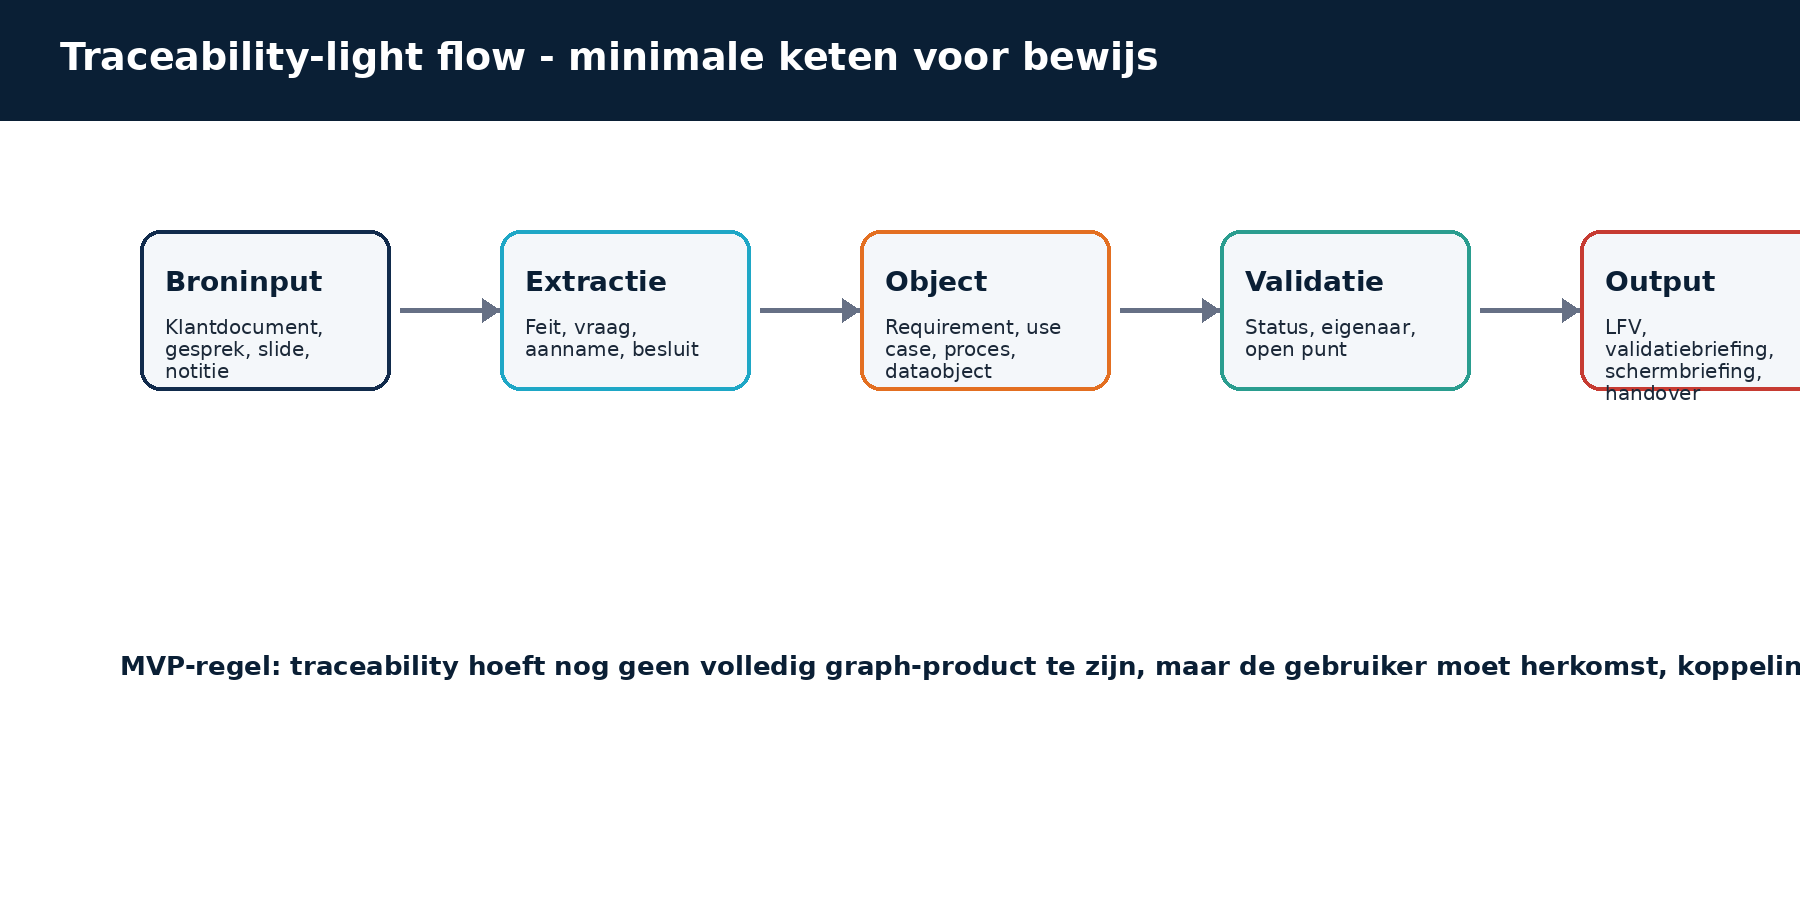 Traceability-light flow - minimale keten voor bewijs
Broninput
Klantdocument,
gesprek, slide,
notitie
Extractie
Feit, vraag,
aanname, besluit
Object
Requirement, use
case, proces,
dataobject
Validatie
Status, eigenaar,
open punt
Output
LFV,
validatiebriefing,
schermbriefing,
handover
MVP-regel: traceability hoeft nog geen volledig graph-product te zijn, maar de gebruiker moet herkomst,